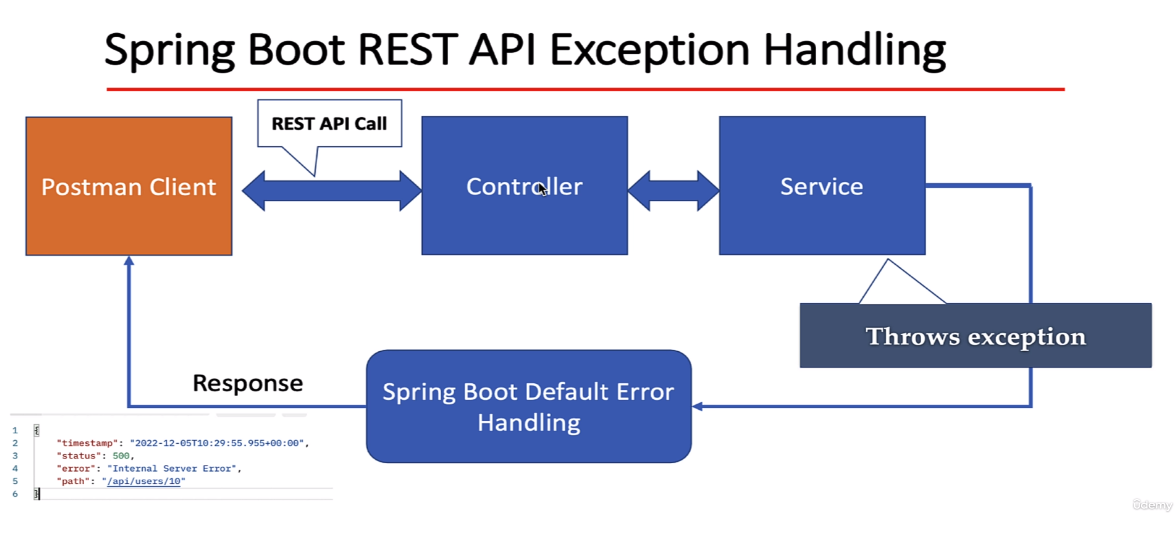 Spring Boot REST API Exception Handling
REST API Call
Postman Client
Controller
Service
Throws exception
Response
Spring Boot Default Error
Handling
1 {
2 "timestamp": "2022-12-05T10:29:55.955+00:00",
3 "status": 500,
4 "error": "Internal Server Error",
5 "path": "/api/users/10"
6 }
ûdemy